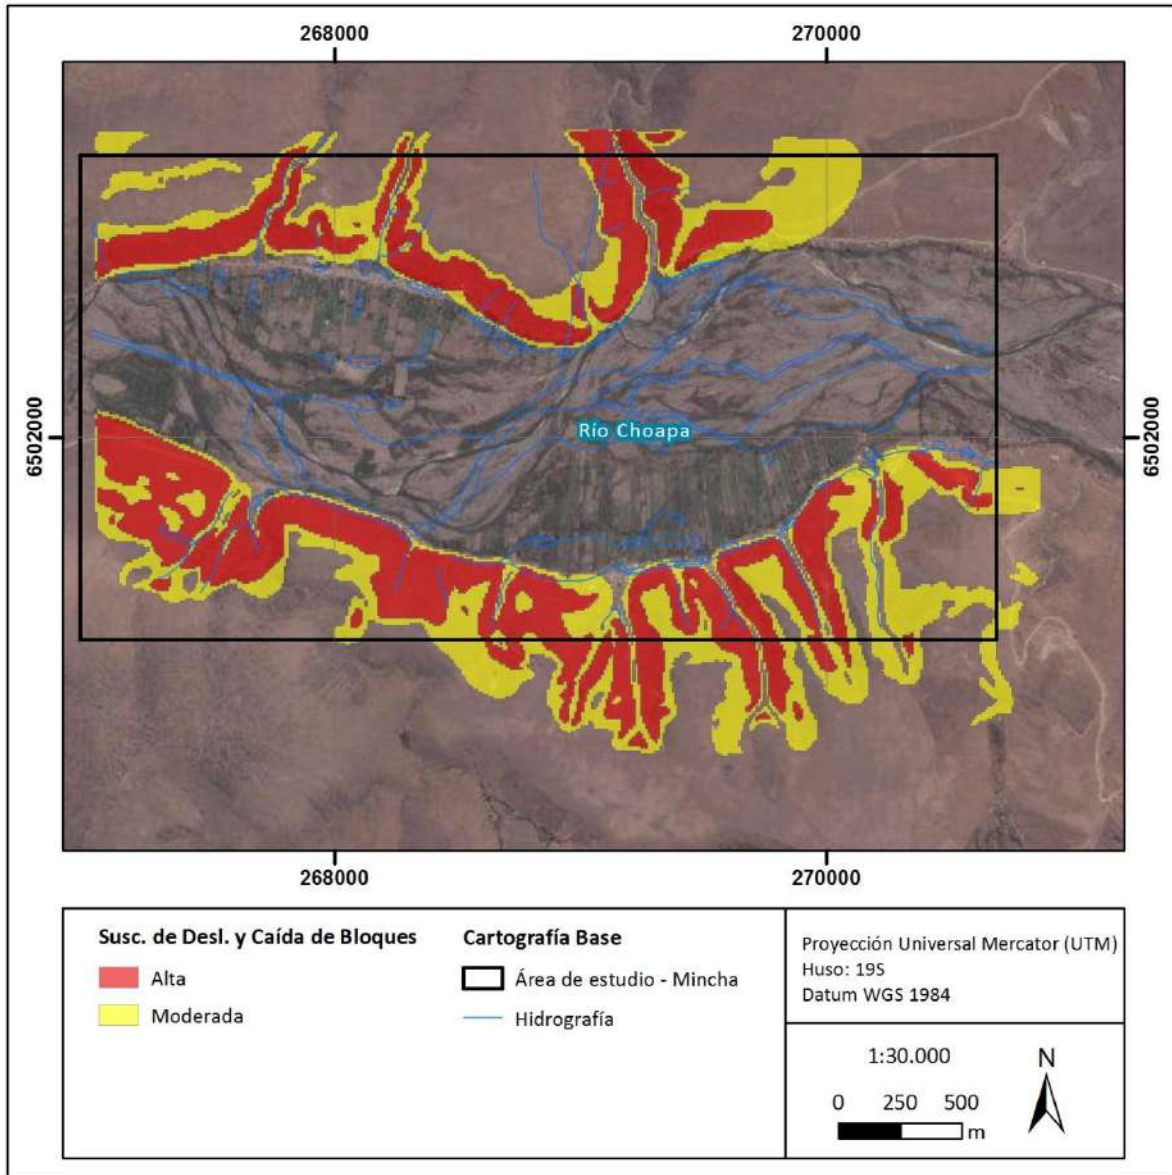 268000
270000
6502000
6502000
Río Choapa
268000
270000
Susc. de Desl. y Caída de Bloques
Alta
Moderada
Cartografía Base
Área de estudio - Mincha
Hidrografía
Proyección Universal Mercator (UTM)
Huso: 19S
Datum WGS 1984
1:30.000
N
0 250 500
m